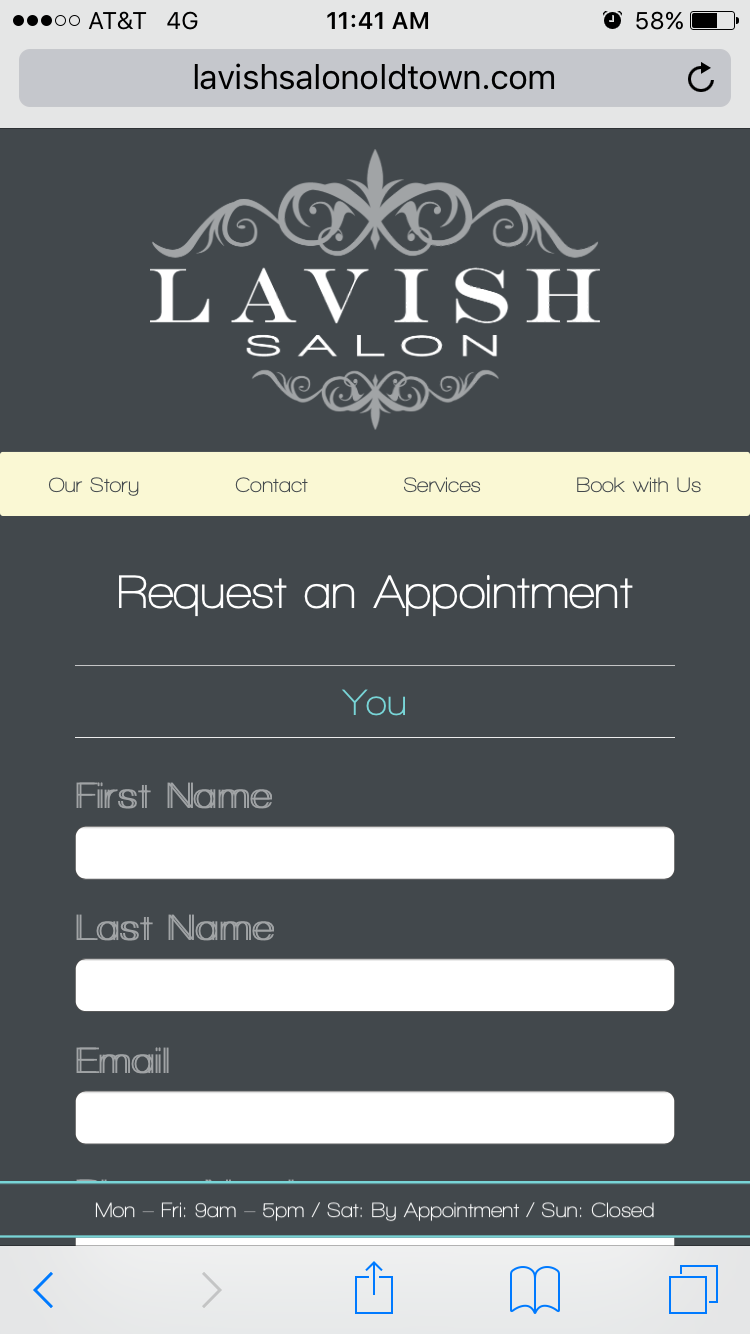 AT&T 4G 11:41 AM 58%
lavishsalonoldtown.com
LAVISH
SALON
Our Story Contact Services Book with Us
Request an Appointment
You
First Name
Last Name
Email
Mon – Fri: 9am – 5pm / Sat: By Appointment / Sun: Closed